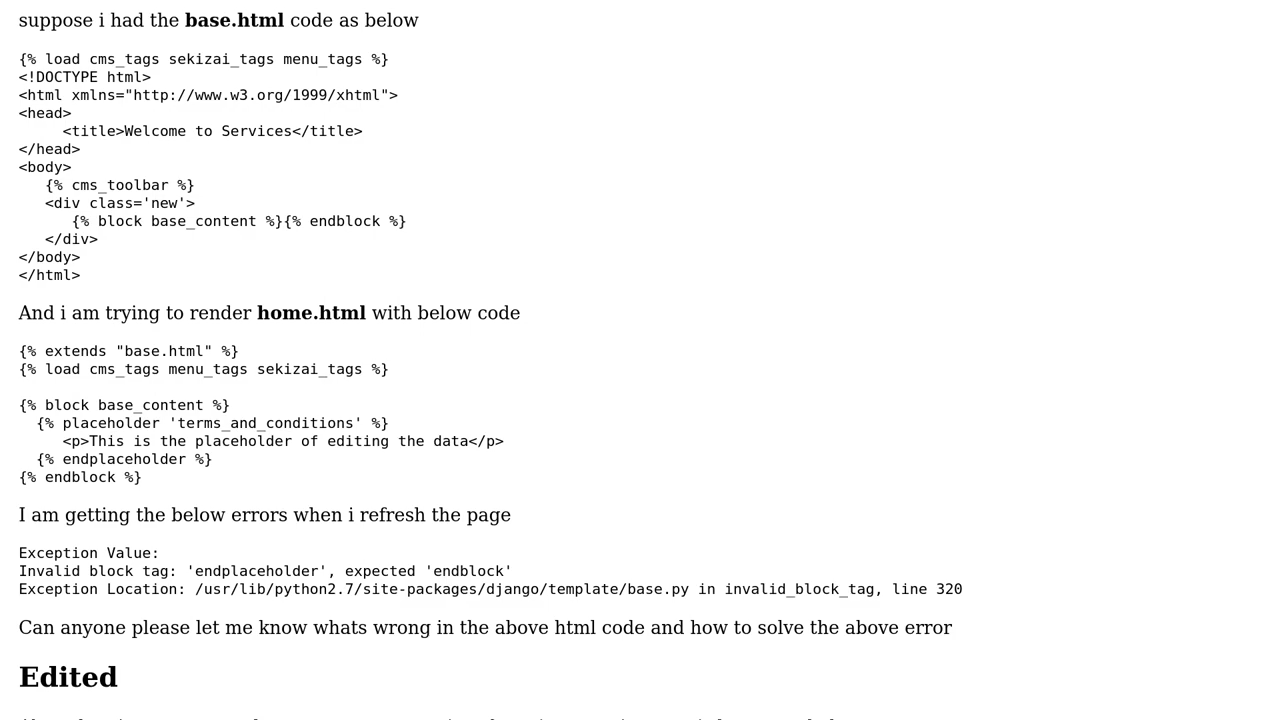 suppose i had the base.html code as below
{% load cms_tags sekizai_tags menu_tags %}
<!DOCTYPE html>
<html xmlns="http://www.w3.org/1999/xhtml">
<head>
     <title>Welcome to Services</title>
</head>
<body>
   {% cms_toolbar %}
   <div class='new'>
      {% block base_content %}{% endblock %}
   </div>
</body>
</html>
And i am trying to render home.html with below code
{% extends "base.html" %}
{% load cms_tags menu_tags sekizai_tags %}
{% block base_content %}
  {% placeholder 'terms_and_conditions' %}
     <p>This is the placeholder of editing the data</p>
  {% endplaceholder %}
{% endblock %}
I am getting the below errors when i refresh the page
Exception Value:
Invalid block tag: 'endplaceholder', expected 'endblock'
Exception Location: /usr/lib/python2.7/site-packages/django/template/base.py in invalid_block_tag, line 320
Can anyone please let me know whats wrong in the above html code and how to solve the above error
Edited